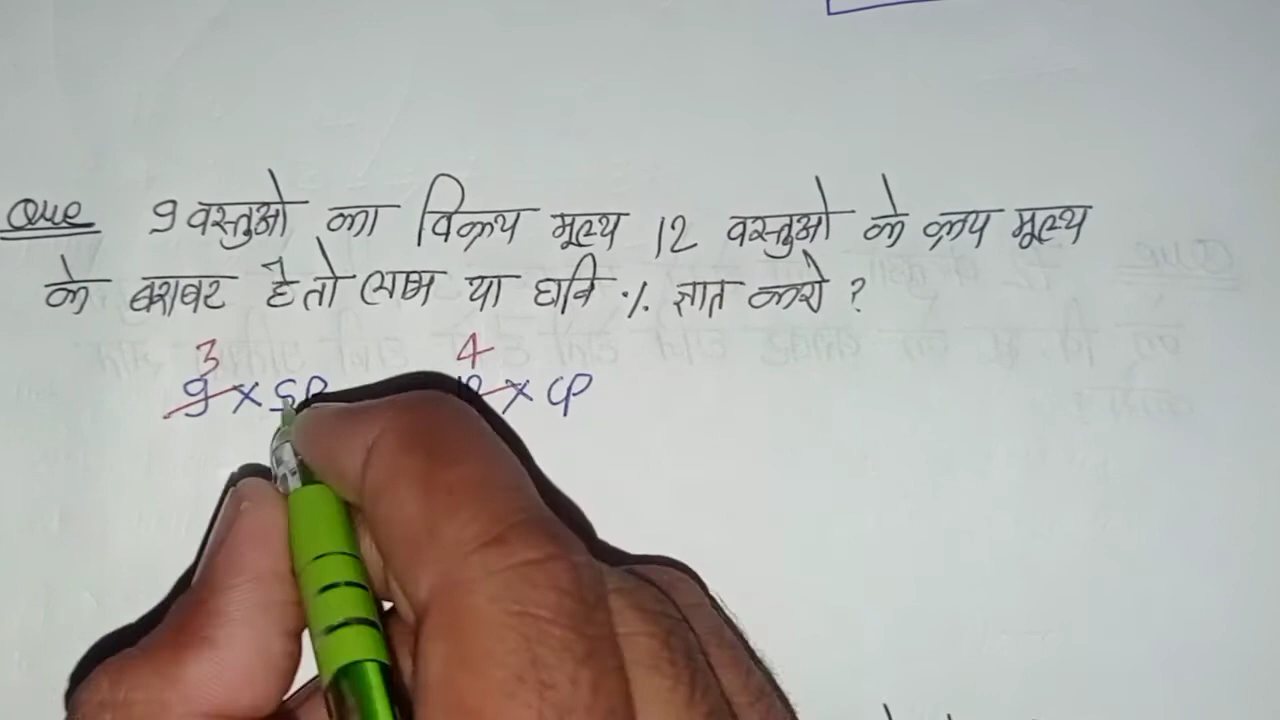 Que 9 वस्तुओ का विक्रय मूल्य 12 वस्तुओ के क्रय मूल्य
के बराबर है तो लाभ या हानि % ज्ञात करो ?
3 4
9 × SP 12 × CP